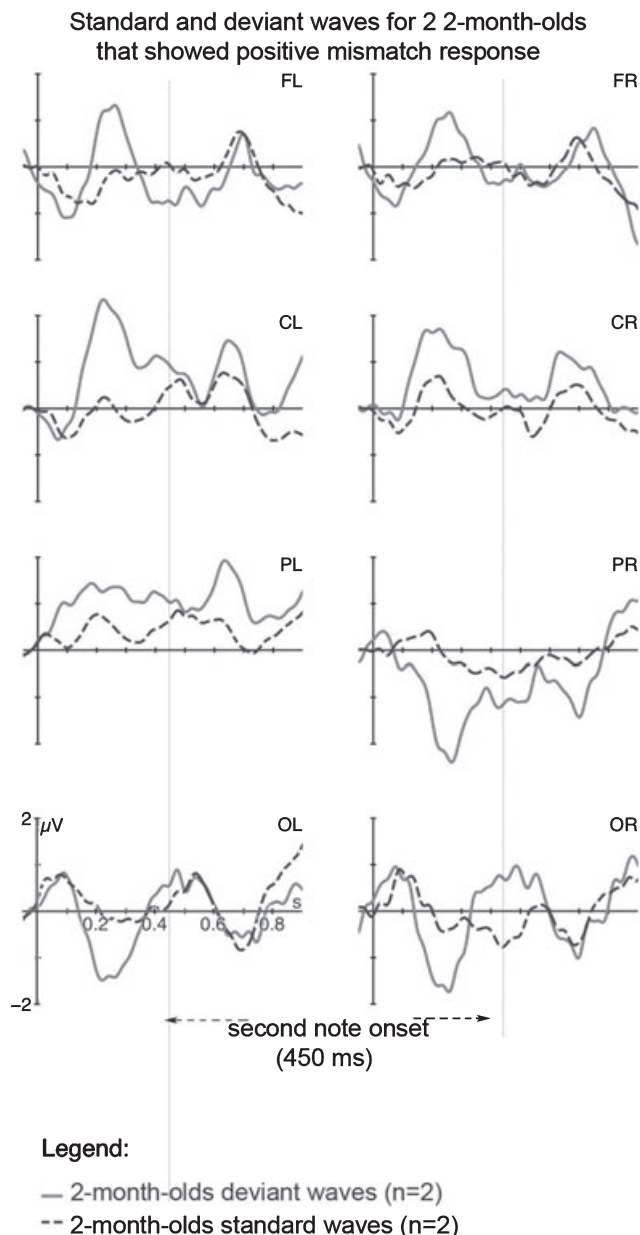 Standard and deviant waves for 2 2-month-olds
that showed positive mismatch response
FL
FR
CL
CR
PL
PR
2
µV
OL
OR
s
0.2
0.4
0.6
0.8
−2
second note onset
(450 ms)
Legend:
2-month-olds deviant waves (n=2)
2-month-olds standard waves (n=2)